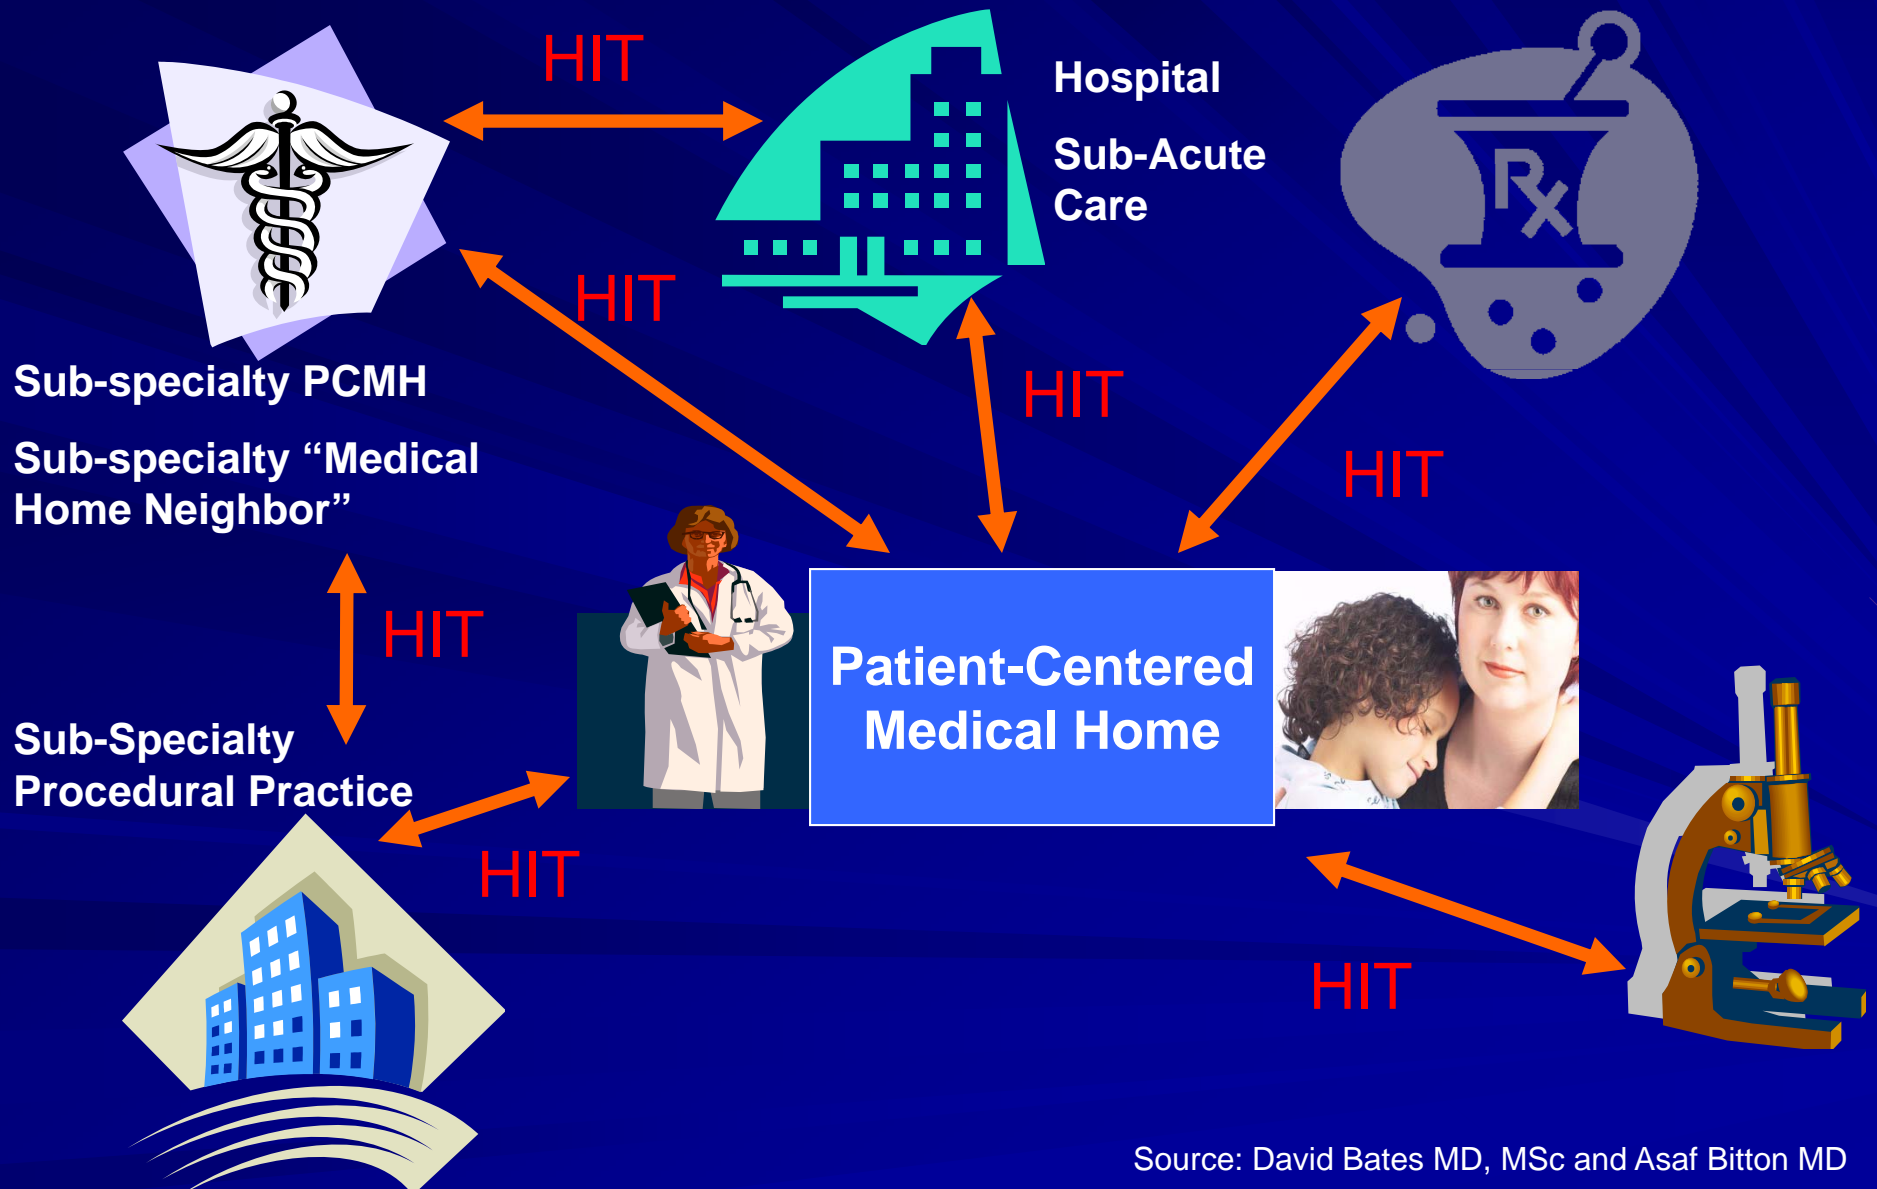 HIT
Hospital
Sub-Acute
Care
Rx
HIT
HIT
HIT
Sub-specialty PCMH
Sub-specialty “Medical
Home Neighbor”
HIT
Patient-Centered
Medical Home
Sub-Specialty
Procedural Practice
HIT
HIT
Source: David Bates MD, MSc and Asaf Bitton MD